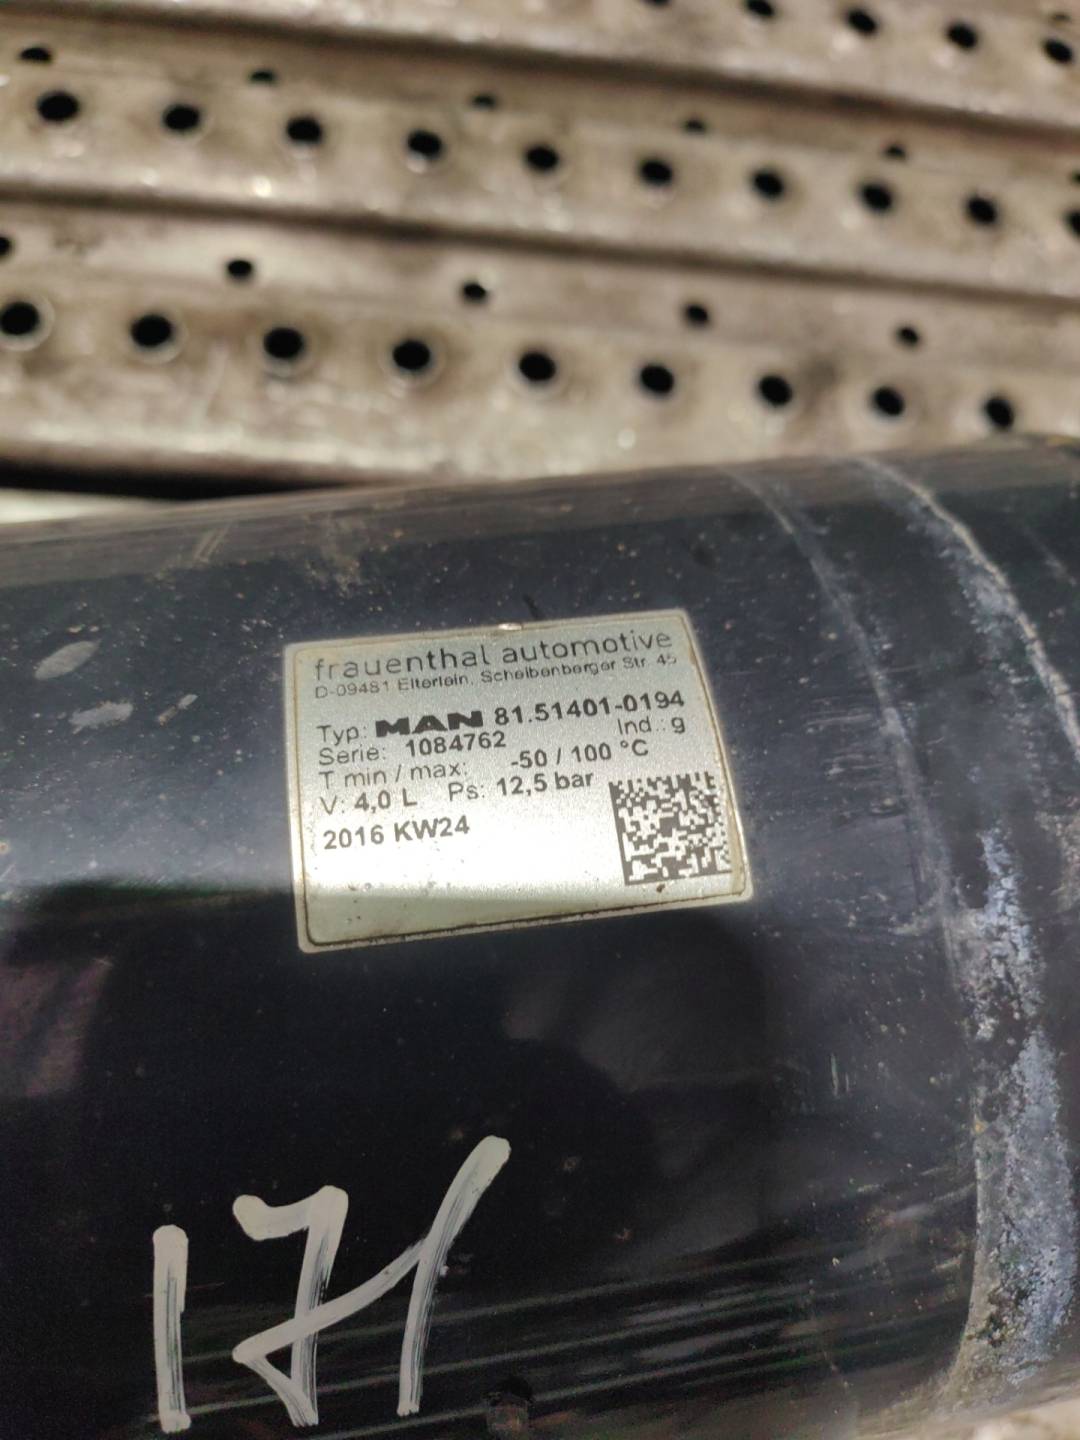 frauenthal automotive
D-09481 Elterlein, Scheibenberger Str. 45
Typ: MAN 81.51401-0194
Serie: 1084762 Ind.: g
T min / max: -50 / 100 °C
V: 4,0 L Ps: 12,5 bar
2016 KW24
171